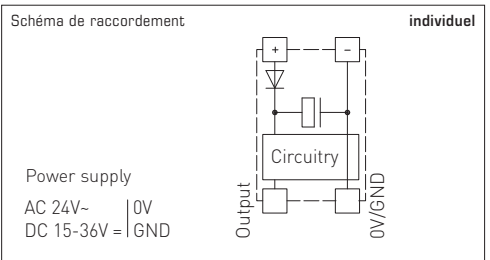 Schéma de raccordement
individuel
+
−
Circuitry
Power supply
AC 24V~ | 0V
DC 15-36V = | GND
Output
0V/GND